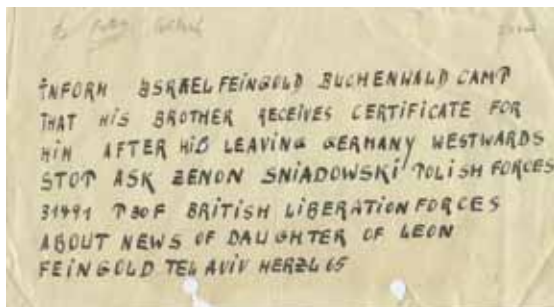 INFORM ISRAEL FEINGOLD BUCHENWALD CAMP
THAT HIS BROTHER RECEIVES CERTIFICATE FOR
HIM AFTER HIS LEAVING GERMANY WESTWARDS
STOP ASK ZENON SNIADOWSKI POLISH FORCES
31491 P30F BRITISH LIBERATION FORCES
ABOUT NEWS OF DAUGHTER OF LEON
FEINGOLD TEL AVIV HERZL 65